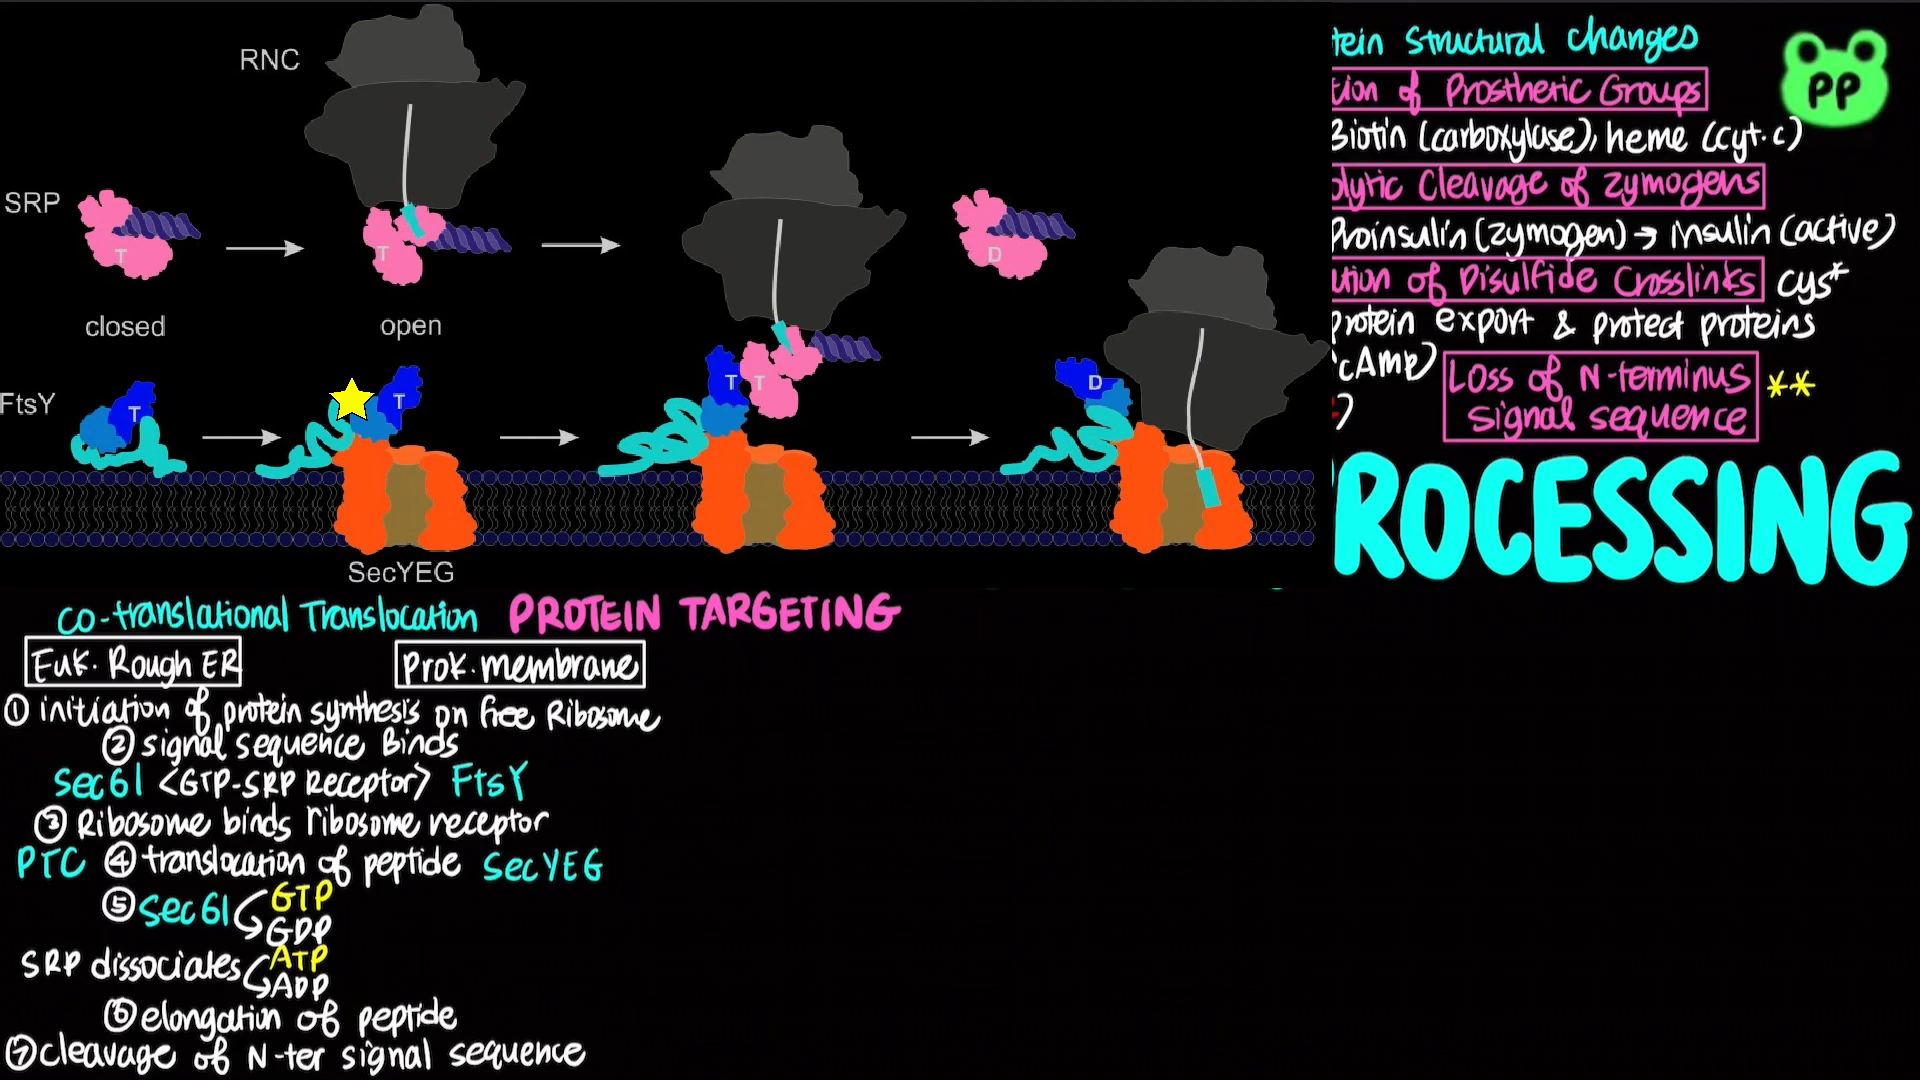 RNC
SRP
T
T
D
closed
open
FtsY
T
T
T
T
D
SecYEG
tein structural changes
PP
tion of Prosthetic Groups
Biotin (carboxylase), heme (cyt.c)
olytic Cleavage of zymogens
Proinsulin (zymogen) → insulin (active)
ution of Disulfide Crosslinks cys*
protein export & protect proteins
cAMP)
Loss of N-terminus
signal sequence **
ROCESSING
co-translational Translocation PROTEIN TARGETING
Euk. Rough ER
Prok. membrane
① initiation of protein synthesis on free Ribosome
② signal sequence Binds
Sec61 <GTP-SRP Receptor> FtsY
③ Ribosome binds ribosome receptor
PTC ④ translocation of peptide SecYEG
⑤ Sec61 GTP
GDP
SRP dissociates ATP
ADP
⑥ elongation of peptide
⑦ cleavage of N-ter signal sequence